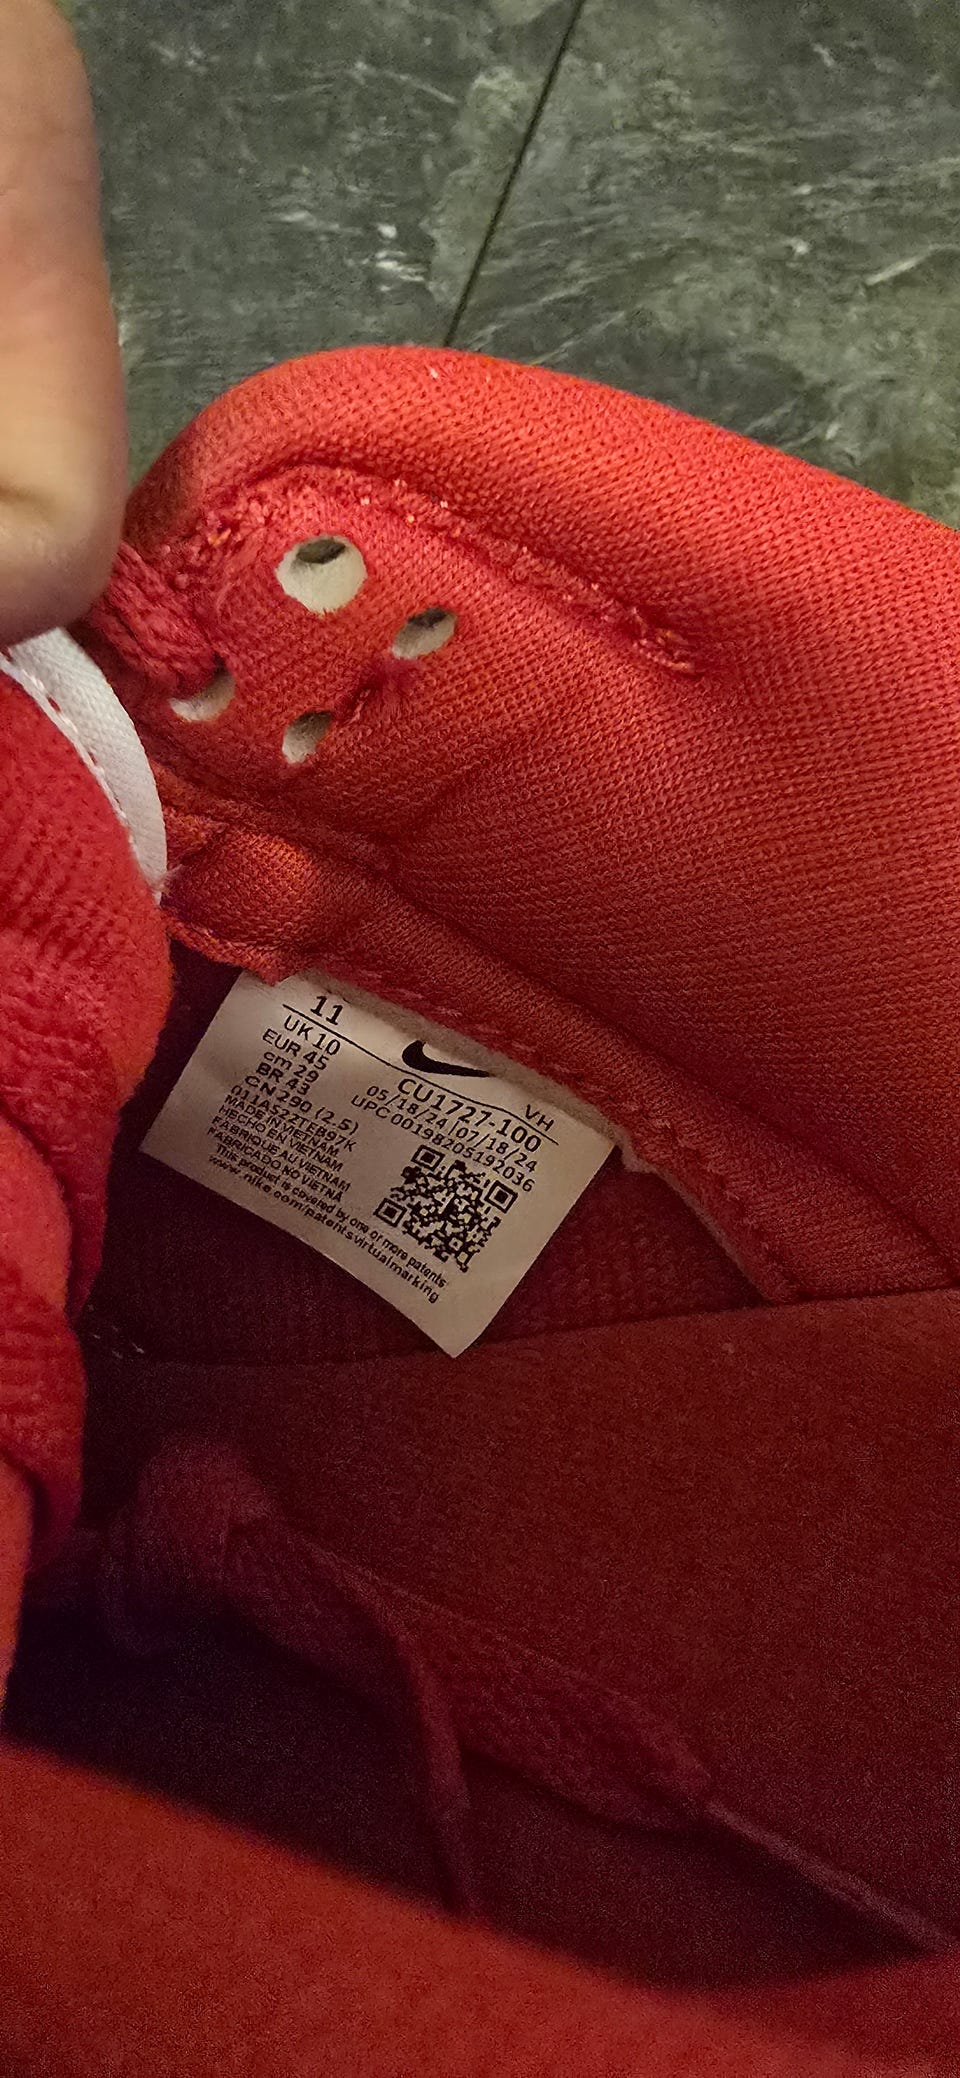 11
UK 10
EUR 45
cm 29
BR 43
CN 290 (2.5)
011A522TEB97K
MADE IN VIETNAM
HECHO EN VIETNAM
FABRIQUE AU VIETNAM
FABRICADO NO VIETNÃ
This product is covered by one or more patents
www.nike.com/patentsvirtualmarking
VH
CU1727-100
05/18/24 07/18/24
UPC 00198205192036